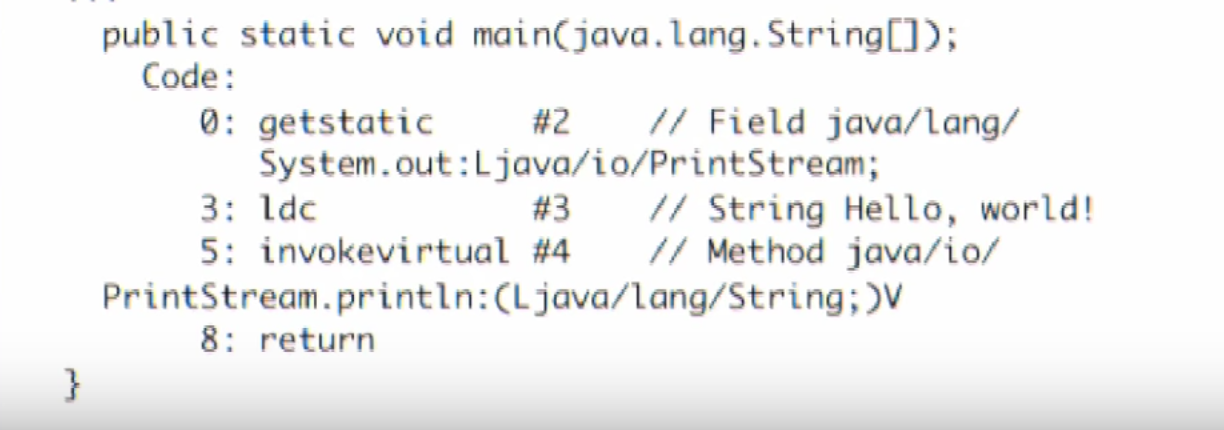 public static void main(java.lang.String[]);
Code:
0: getstatic #2 // Field java/lang/
System.out:Ljava/io/PrintStream;
3: ldc #3 // String Hello, world!
5: invokevirtual #4 // Method java/io/
PrintStream.println:(Ljava/lang/String;)V
8: return
}